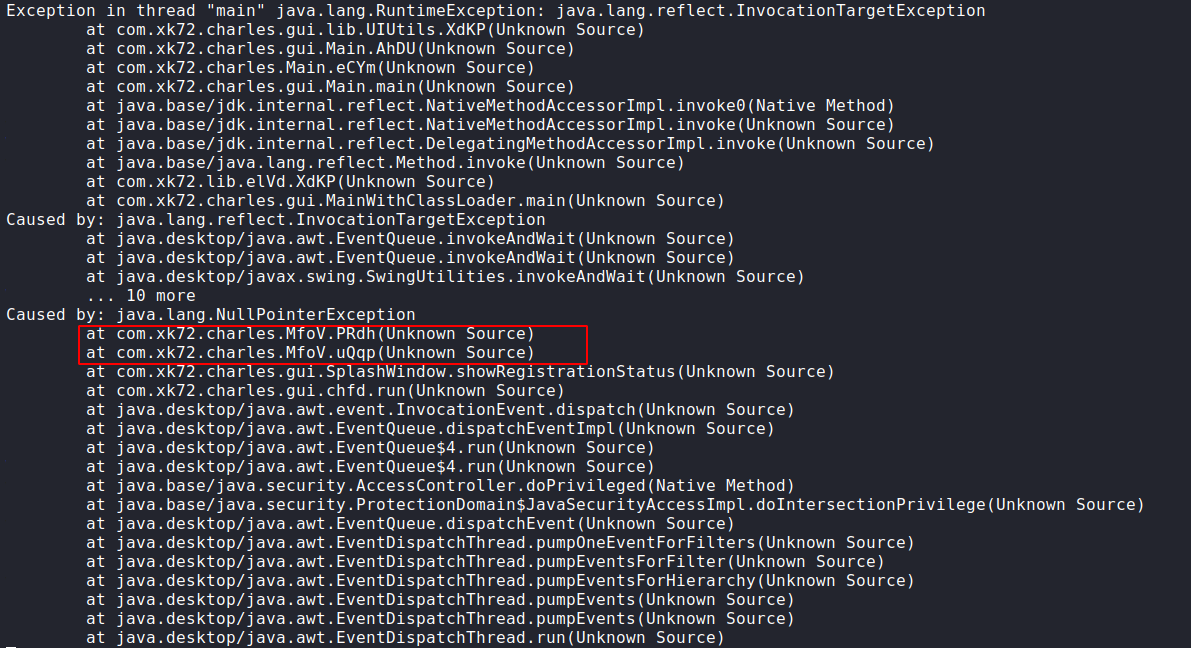 Exception in thread "main" java.lang.RuntimeException: java.lang.reflect.InvocationTargetException
        at com.xk72.charles.gui.lib.UIUtils.XdKP(Unknown Source)
        at com.xk72.charles.gui.Main.AhDU(Unknown Source)
        at com.xk72.charles.Main.eCYm(Unknown Source)
        at com.xk72.charles.gui.Main.main(Unknown Source)
        at java.base/jdk.internal.reflect.NativeMethodAccessorImpl.invoke0(Native Method)
        at java.base/jdk.internal.reflect.NativeMethodAccessorImpl.invoke(Unknown Source)
        at java.base/jdk.internal.reflect.DelegatingMethodAccessorImpl.invoke(Unknown Source)
        at java.base/java.lang.reflect.Method.invoke(Unknown Source)
        at com.xk72.lib.elVd.XdKP(Unknown Source)
        at com.xk72.charles.gui.MainWithClassLoader.main(Unknown Source)
Caused by: java.lang.reflect.InvocationTargetException
        at java.desktop/java.awt.EventQueue.invokeAndWait(Unknown Source)
        at java.desktop/java.awt.EventQueue.invokeAndWait(Unknown Source)
        at java.desktop/javax.swing.SwingUtilities.invokeAndWait(Unknown Source)
        ... 10 more
Caused by: java.lang.NullPointerException
        at com.xk72.charles.MfoV.PRdh(Unknown Source)
        at com.xk72.charles.MfoV.uQqp(Unknown Source)
        at com.xk72.charles.gui.SplashWindow.showRegistrationStatus(Unknown Source)
        at com.xk72.charles.gui.chfd.run(Unknown Source)
        at java.desktop/java.awt.event.InvocationEvent.dispatch(Unknown Source)
        at java.desktop/java.awt.EventQueue.dispatchEventImpl(Unknown Source)
        at java.desktop/java.awt.EventQueue$4.run(Unknown Source)
        at java.desktop/java.awt.EventQueue$4.run(Unknown Source)
        at java.base/java.security.AccessController.doPrivileged(Native Method)
        at java.base/java.security.ProtectionDomain$JavaSecurityAccessImpl.doIntersectionPrivilege(Unknown Source)
        at java.desktop/java.awt.EventQueue.dispatchEvent(Unknown Source)
        at java.desktop/java.awt.EventDispatchThread.pumpOneEventForFilters(Unknown Source)
        at java.desktop/java.awt.EventDispatchThread.pumpEventsForFilter(Unknown Source)
        at java.desktop/java.awt.EventDispatchThread.pumpEventsForHierarchy(Unknown Source)
        at java.desktop/java.awt.EventDispatchThread.pumpEvents(Unknown Source)
        at java.desktop/java.awt.EventDispatchThread.pumpEvents(Unknown Source)
        at java.desktop/java.awt.EventDispatchThread.run(Unknown Source)